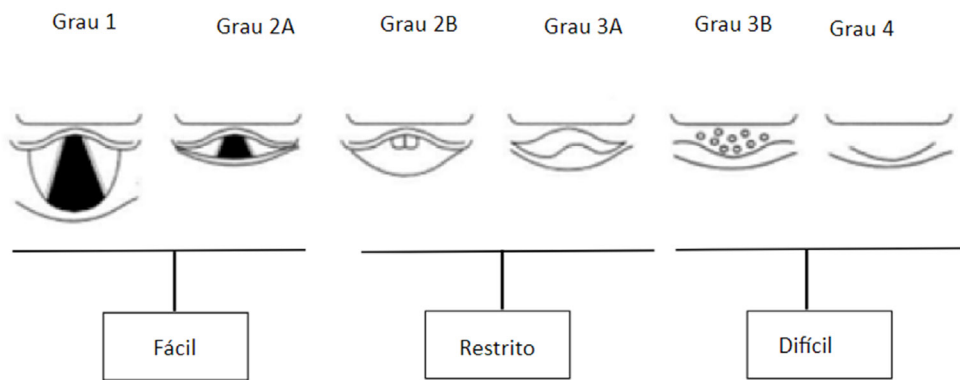 Grau 1
Grau 2A
Grau 2B
Grau 3A
Grau 3B
Grau 4
Fácil
Restrito
Difícil